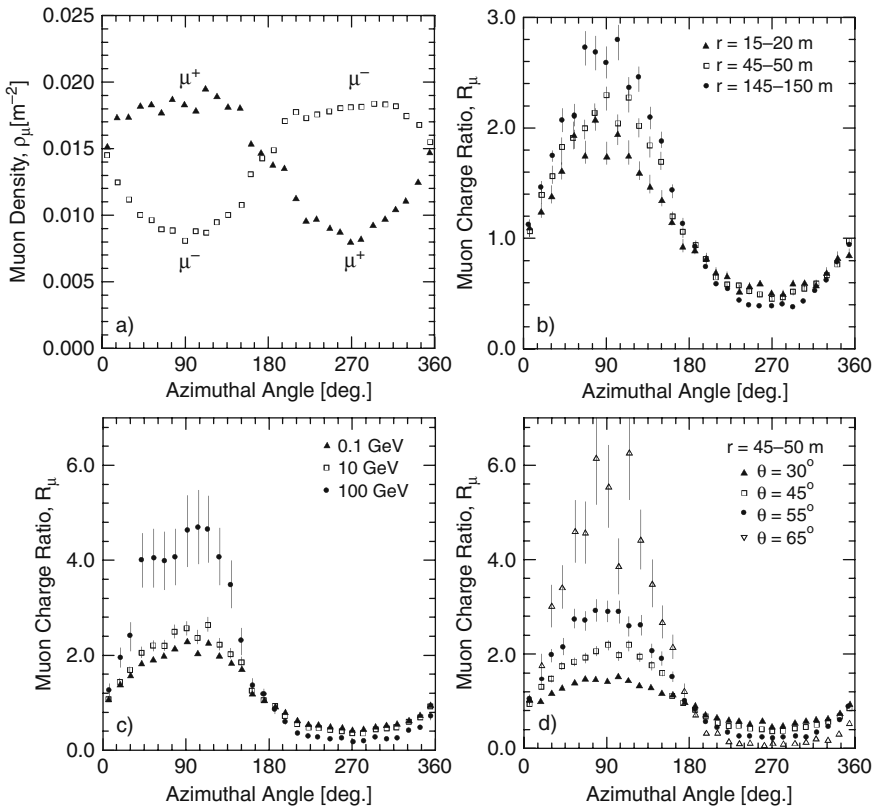 0.025
0.020
0.015
0.010
0.005
0.000
Muon Density, ρμ[m⁻²]
μ⁺
μ⁻
μ⁻
μ⁺
a)
0 90 180 270 360
Azimuthal Angle [deg.]
3.0
2.0
1.0
0.0
Muon Charge Ratio, Rμ
r = 15–20 m
r = 45–50 m
r = 145–150 m
b)
0 90 180 270 360
Azimuthal Angle [deg.]
6.0
4.0
2.0
0.0
Muon Charge Ratio, Rμ
0.1 GeV
10 GeV
100 GeV
c)
0 90 180 270 360
Azimuthal Angle [deg.]
6.0
4.0
2.0
0.0
Muon Charge Ratio, Rμ
r = 45–50 m
θ = 30°
θ = 45°
θ = 55°
θ = 65°
d)
0 90 180 270 360
Azimuthal Angle [deg.]